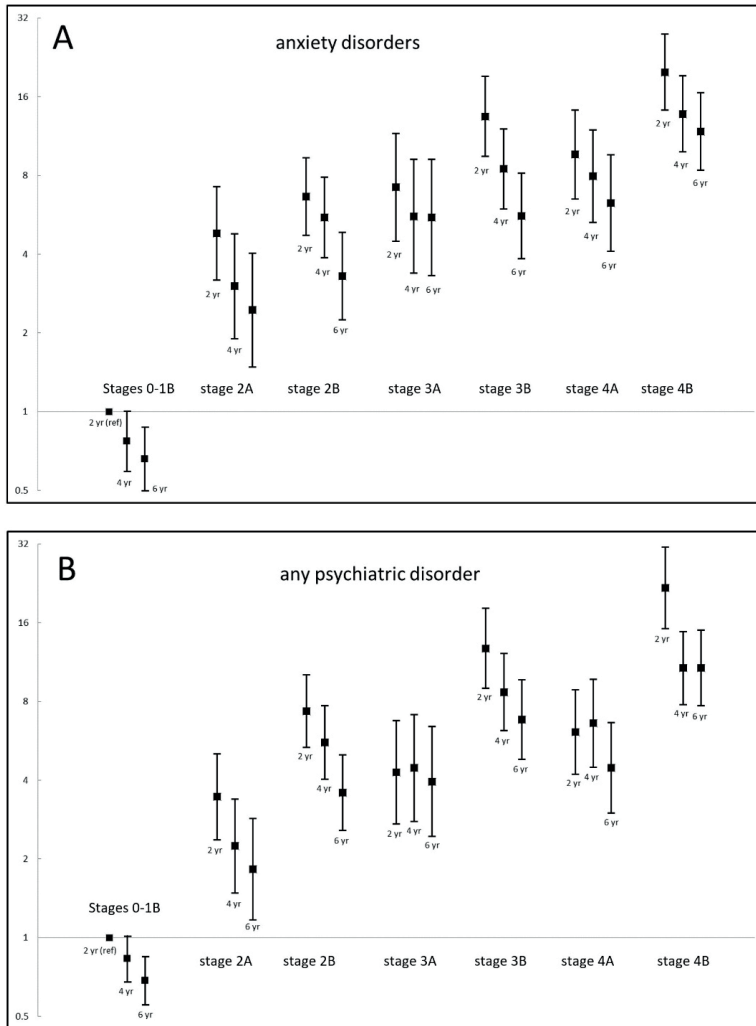 A
anxiety disorders
32
16
8
4
2
1
0.5
2 yr
4 yr
6 yr
2 yr
4 yr
6 yr
2 yr
4 yr
6 yr
2 yr
4 yr
6 yr
2 yr
4 yr
6 yr
2 yr
4 yr
6 yr
Stages 0-1B
stage 2A
stage 2B
stage 3A
stage 3B
stage 4A
stage 4B
2 yr (ref)
4 yr
6 yr
B
any psychiatric disorder
32
16
8
4
2
1
0.5
2 yr
4 yr
6 yr
2 yr
4 yr
6 yr
2 yr
4 yr
6 yr
2 yr
4 yr
6 yr
2 yr
4 yr
6 yr
2 yr
4 yr
6 yr
Stages 0-1B
2 yr (ref)
4 yr
6 yr
stage 2A
stage 2B
stage 3A
stage 3B
stage 4A
stage 4B